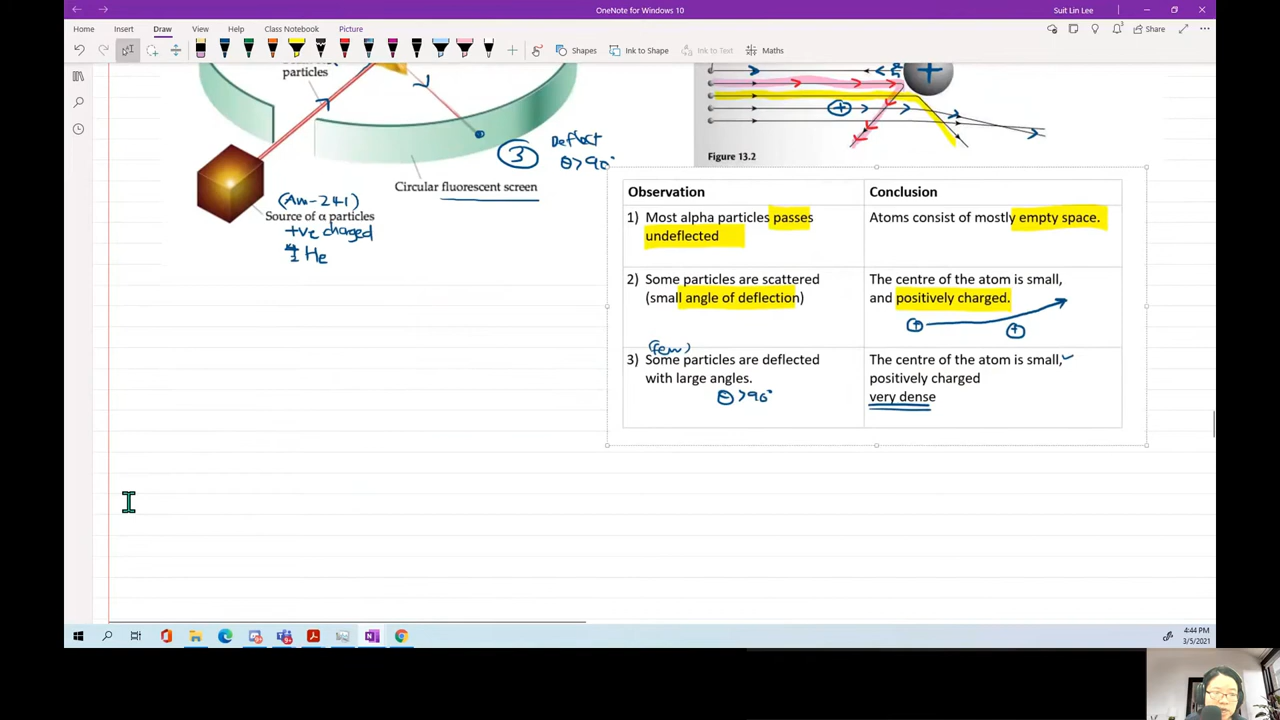 OneNote for Windows 10
Suit Lin Lee
Home Insert Draw View Help Class Notebook Picture
Share
Shapes Ink to Shape Ink to Text Maths
particles
Deflect
3 θ>90°
Circular fluorescent screen
(Am-241)
Source of α particles
+ve charged
He
+
+
Figure 13.2
Observation Conclusion
1) Most alpha particles passes undeflected Atoms consist of mostly empty space.
2) Some particles are scattered The centre of the atom is small,
(small angle of deflection) and positively charged.
+ +
(few)
3) Some particles are deflected The centre of the atom is small,
with large angles. positively charged
θ>90° very dense
4:44 PM
3/5/2021